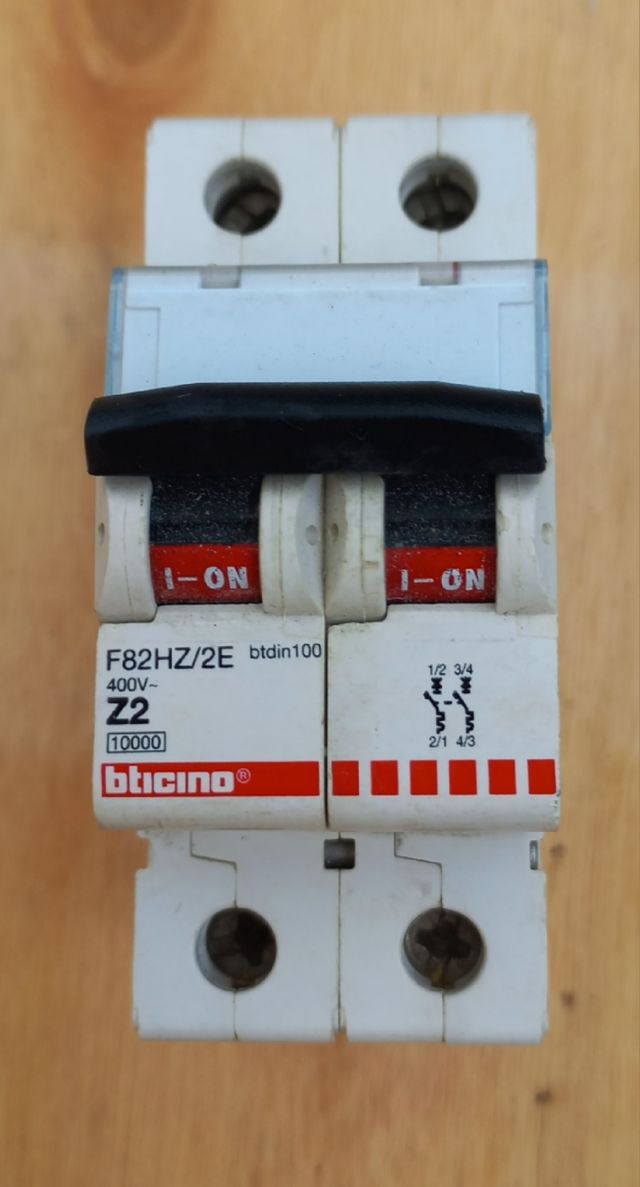 I-ON I-ON
F82HZ/2E btdin100
400V~
Z2
10000
bticino®
1/2 3/4
2/1 4/3